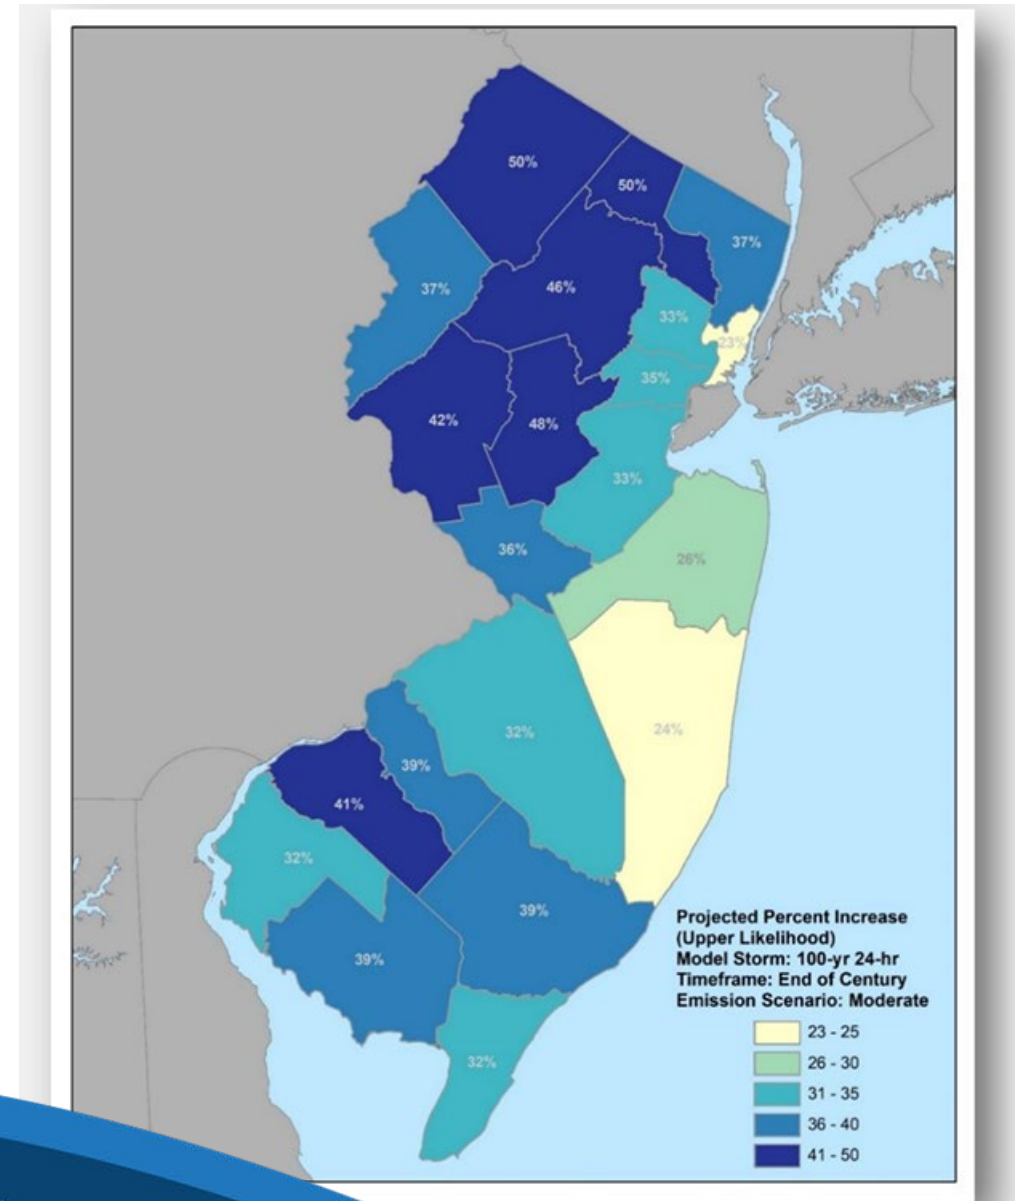 50%
50%
37%
37%
46%
33%
23%
35%
42%
48%
33%
36%
26%
32%
24%
39%
41%
32%
39%
39%
32%
Projected Percent Increase
(Upper Likelihood)
Model Storm: 100-yr 24-hr
Timeframe: End of Century
Emission Scenario: Moderate
23 - 25
26 - 30
31 - 35
36 - 40
41 - 50